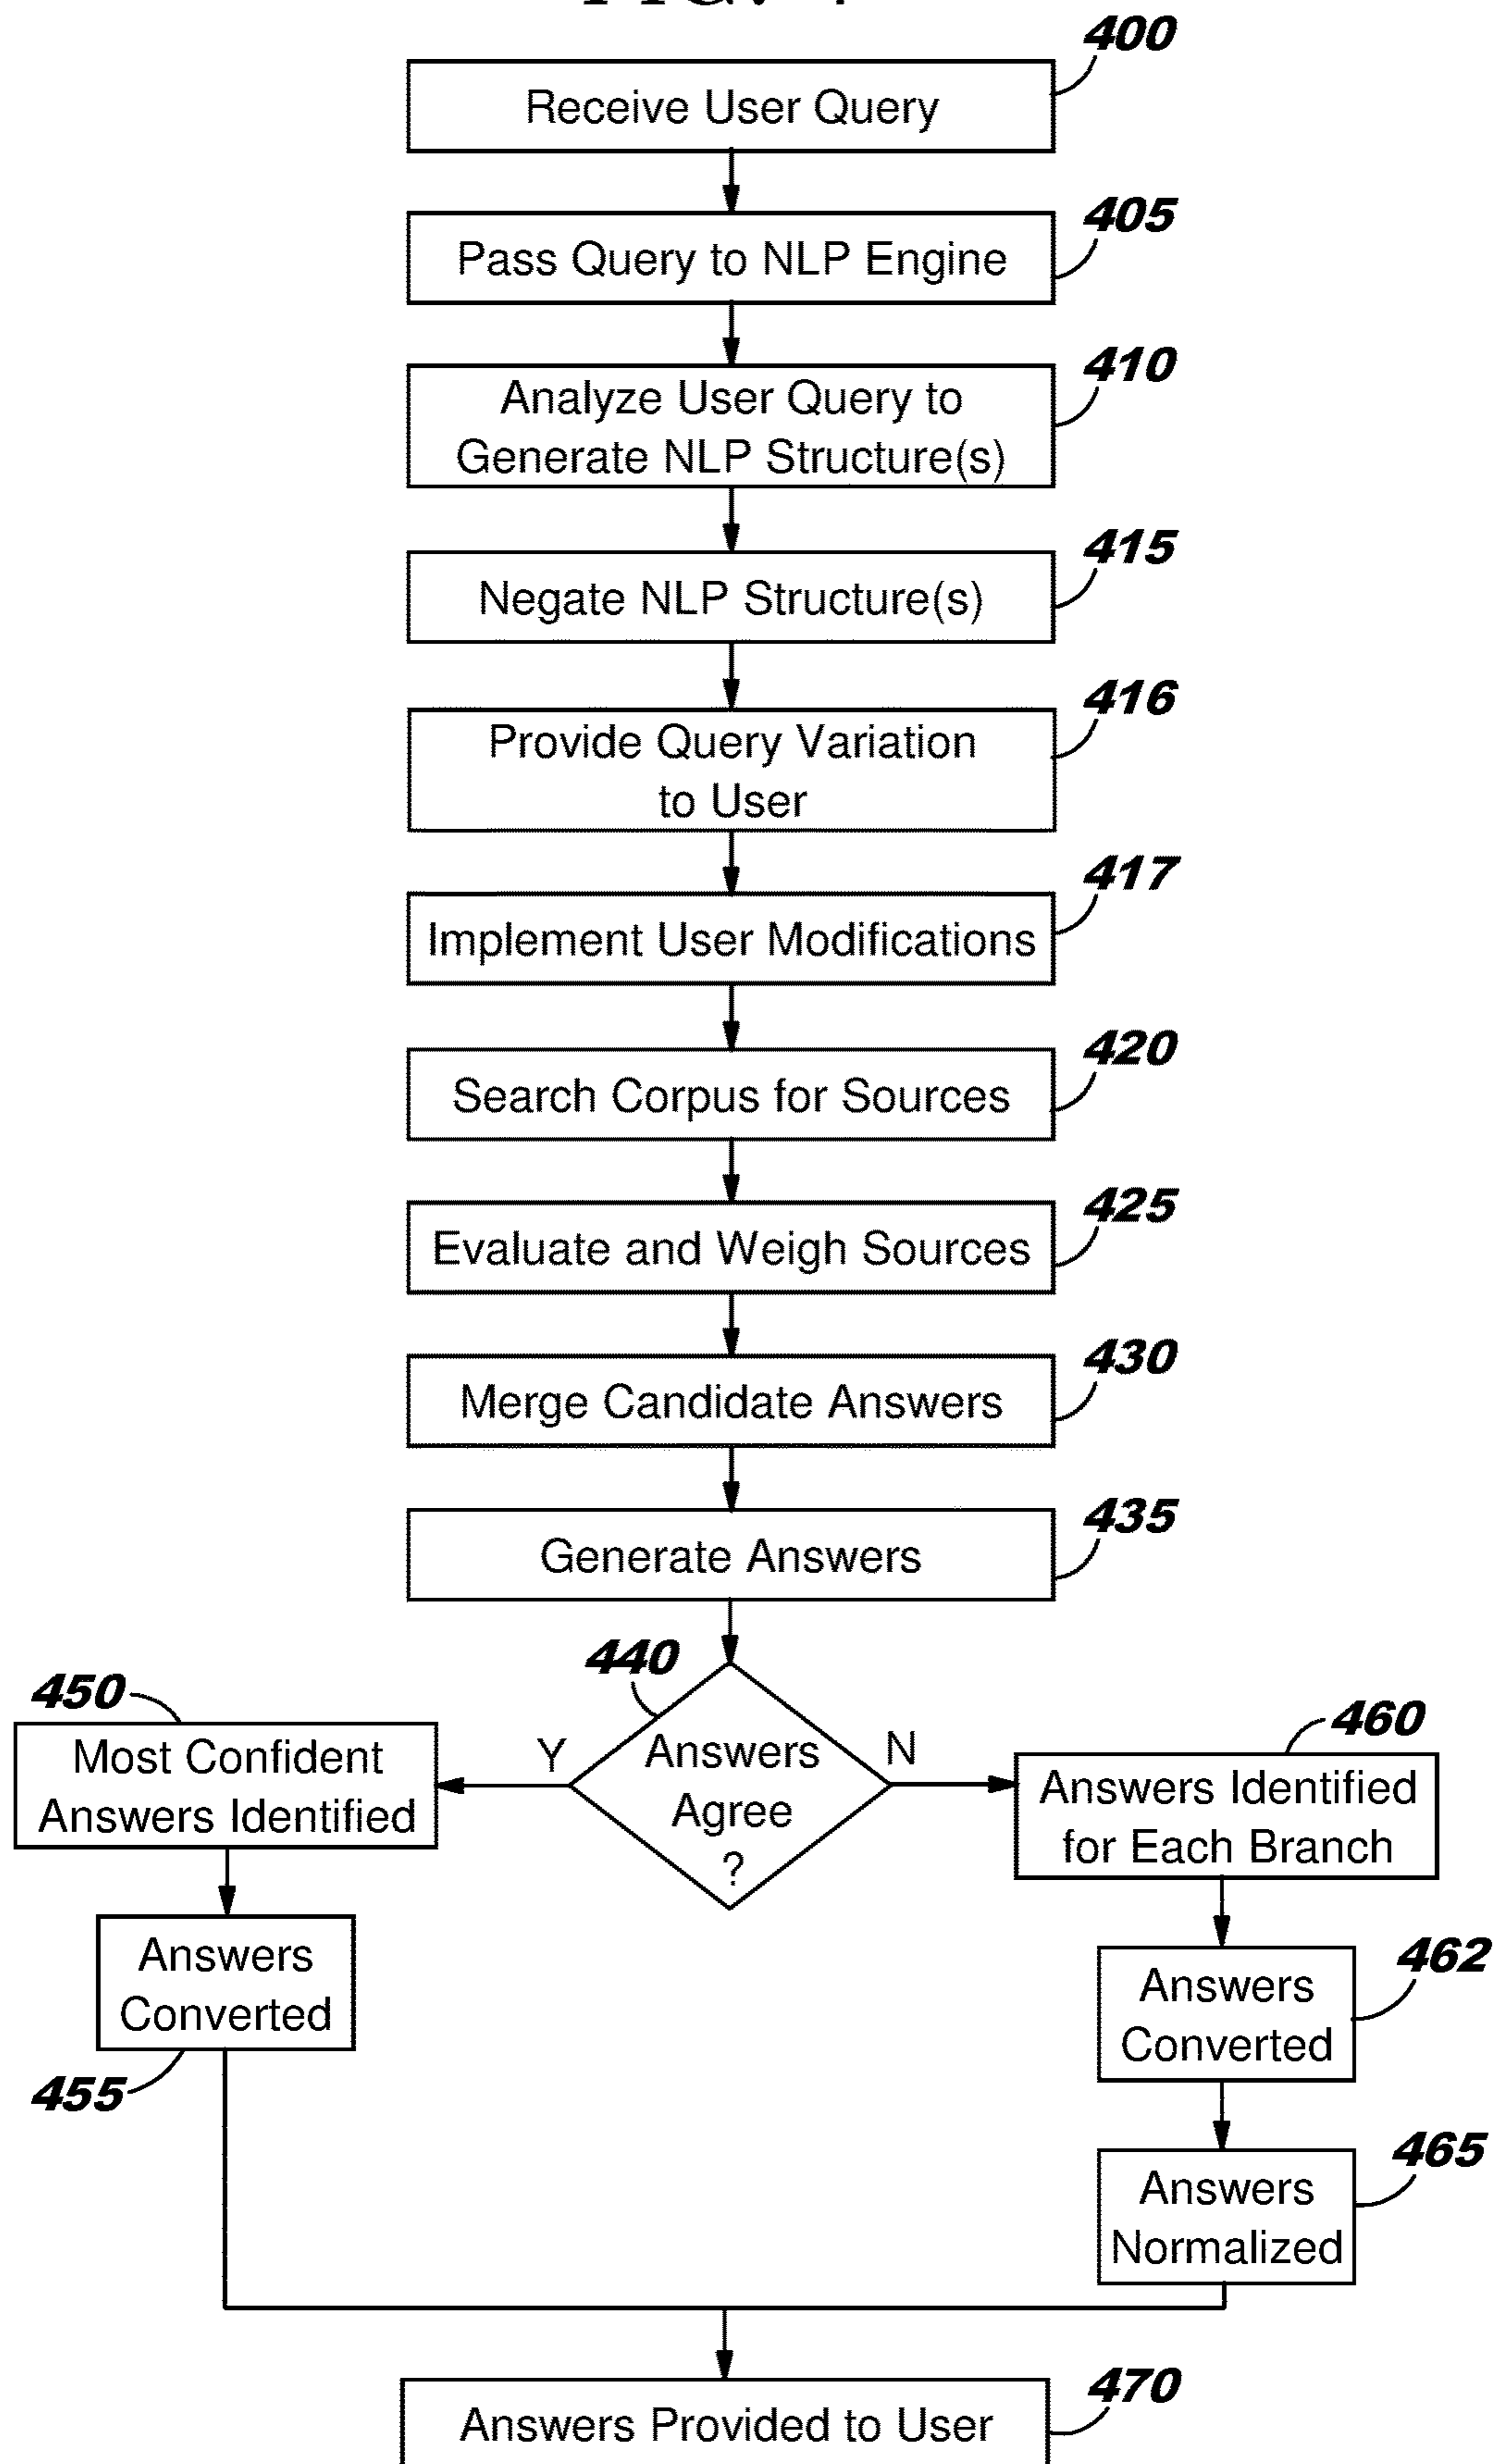 400
Receive User Query
405
Pass Query to NLP Engine
410
Analyze User Query to
Generate NLP Structure(s)
415
Negate NLP Structure(s)
416
Provide Query Variation
to User
417
Implement User Modifications
420
Search Corpus for Sources
425
Evaluate and Weigh Sources
430
Merge Candidate Answers
435
Generate Answers
440
Answers
Agree
?
Y
N
450
Most Confident
Answers Identified
455
Answers
Converted
460
Answers Identified
for Each Branch
462
Answers
Converted
465
Answers
Normalized
470
Answers Provided to User